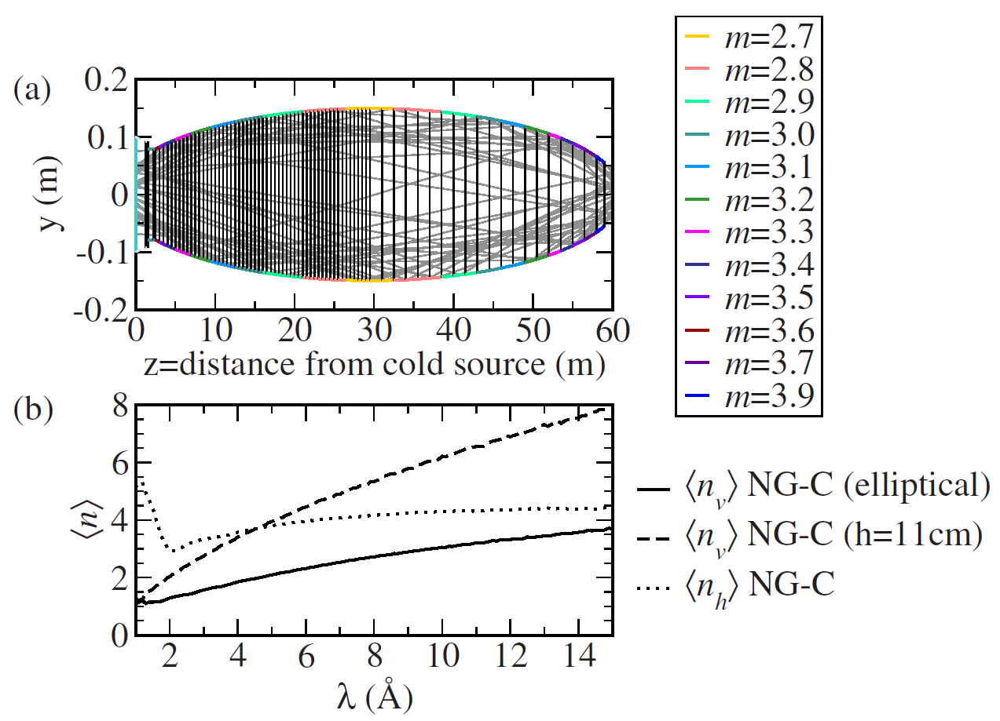 (a)
0.2
0.1
0
-0.1
-0.2
y (m)
0 10 20 30 40 50 60
z=distance from cold source (m)
m=2.7
m=2.8
m=2.9
m=3.0
m=3.1
m=3.2
m=3.3
m=3.4
m=3.5
m=3.6
m=3.7
m=3.9
(b)
8
6
4
2
0
⟨n⟩
2 4 6 8 10 12 14
λ (Å)
⟨nᵥ⟩ NG-C (elliptical)
⟨nᵥ⟩ NG-C (h=11cm)
⟨nₕ⟩ NG-C